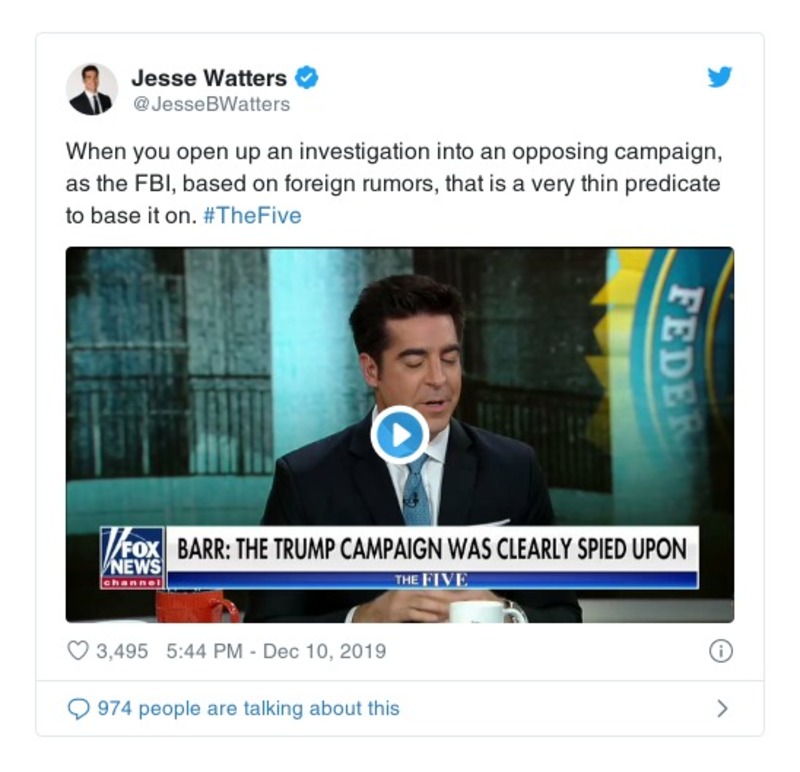 Jesse Watters
@JesseBWatters
When you open up an investigation into an opposing campaign,
as the FBI, based on foreign rumors, that is a very thin predicate
to base it on. #TheFive
FEDER
FOX
NEWS
channel
BARR: THE TRUMP CAMPAIGN WAS CLEARLY SPIED UPON
THE FIVE
3,495 5:44 PM - Dec 10, 2019
974 people are talking about this